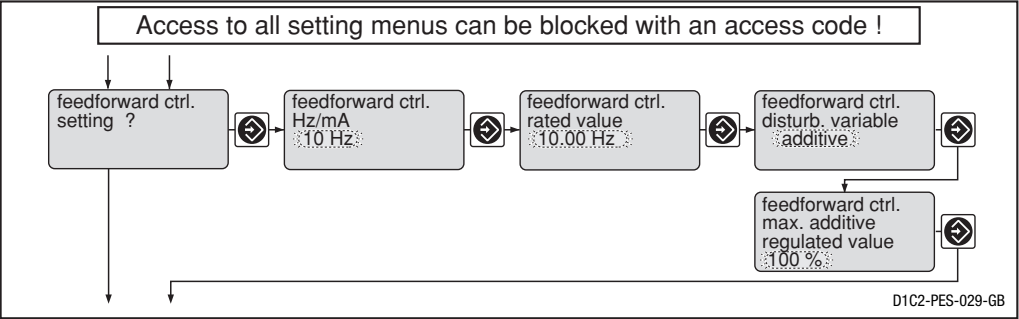 Access to all setting menus can be blocked with an access code !
feedforward ctrl.
setting ?
feedforward ctrl.
Hz/mA
10 Hz
feedforward ctrl.
rated value
10.00 Hz
feedforward ctrl.
disturb. variable
additive
feedforward ctrl.
max. additive
regulated value
100 %
D1C2-PES-029-GB